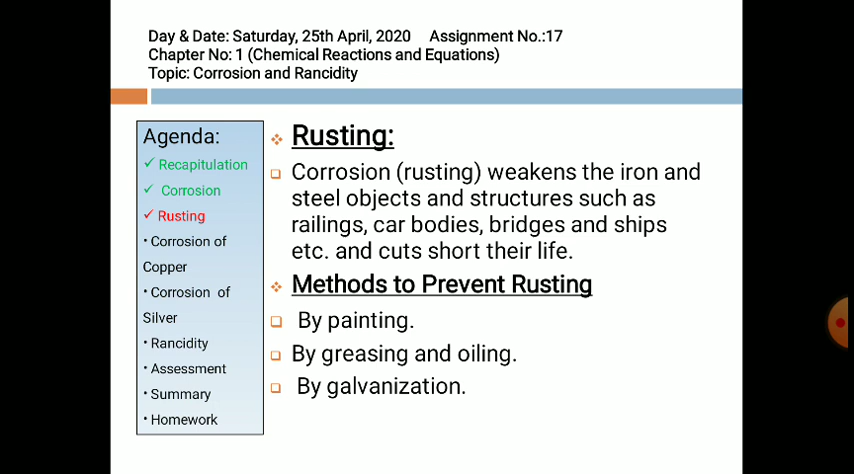 Day & Date: Saturday, 25th April, 2020 Assignment No.:17
Chapter No: 1 (Chemical Reactions and Equations)
Topic: Corrosion and Rancidity
Agenda:
✓ Recapitulation
✓ Corrosion
✓ Rusting
• Corrosion of
Copper
• Corrosion of
Silver
• Rancidity
• Assessment
• Summary
• Homework
❖ Rusting:
❑ Corrosion (rusting) weakens the iron and
steel objects and structures such as
railings, car bodies, bridges and ships
etc. and cuts short their life.
❖ Methods to Prevent Rusting
❑ By painting.
❑ By greasing and oiling.
❑ By galvanization.